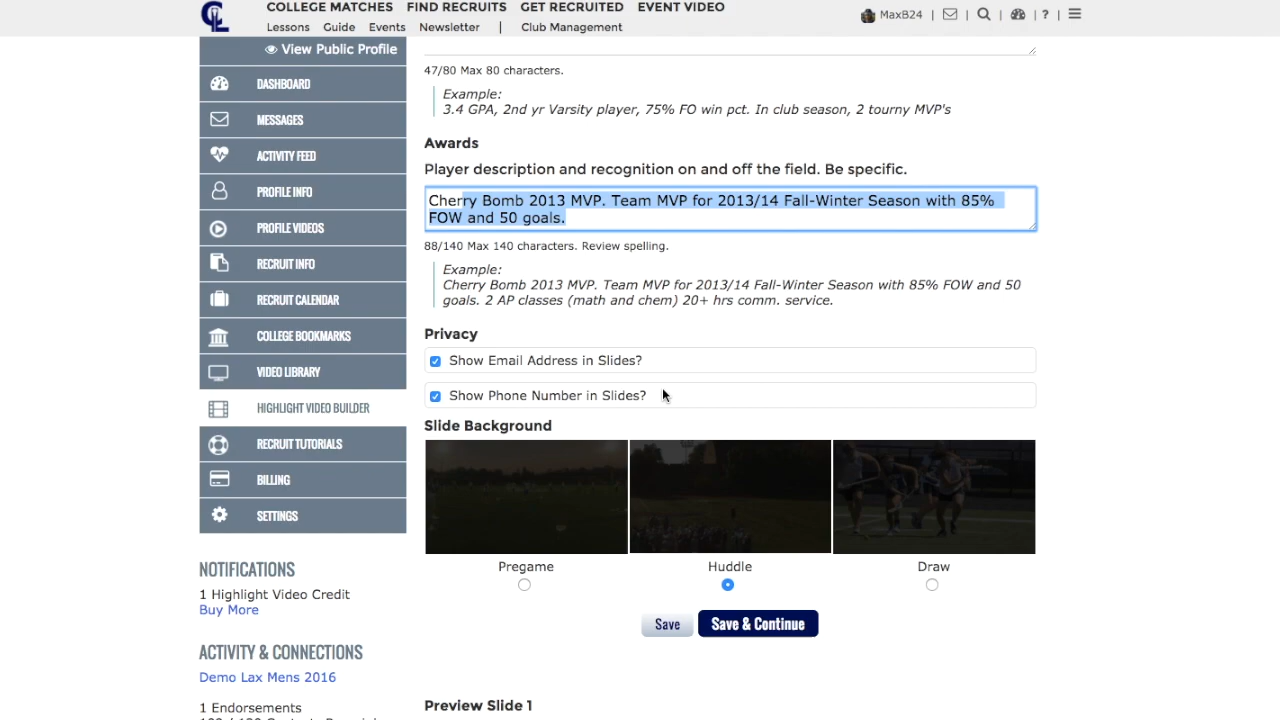 COLLEGE MATCHES FIND RECRUITS GET RECRUITED EVENT VIDEO
Lessons Guide Events Newsletter | Club Management
MaxB24 | | | | ? |
View Public Profile
DASHBOARD
MESSAGES
ACTIVITY FEED
PROFILE INFO
PROFILE VIDEOS
RECRUIT INFO
RECRUIT CALENDAR
COLLEGE BOOKMARKS
VIDEO LIBRARY
HIGHLIGHT VIDEO BUILDER
RECRUIT TUTORIALS
BILLING
SETTINGS
NOTIFICATIONS
1 Highlight Video Credit
Buy More
ACTIVITY & CONNECTIONS
Demo Lax Mens 2016
1 Endorsements
47/80 Max 80 characters.
Example:
3.4 GPA, 2nd yr Varsity player, 75% FO win pct. In club season, 2 tourny MVP's
Awards
Player description and recognition on and off the field. Be specific.
Cherry Bomb 2013 MVP. Team MVP for 2013/14 Fall-Winter Season with 85%
FOW and 50 goals.
88/140 Max 140 characters. Review spelling.
Example:
Cherry Bomb 2013 MVP. Team MVP for 2013/14 Fall-Winter Season with 85% FOW and 50
goals. 2 AP classes (math and chem) 20+ hrs comm. service.
Privacy
Show Email Address in Slides?
Show Phone Number in Slides?
Slide Background
Pregame Huddle Draw
Save Save & Continue
Preview Slide 1